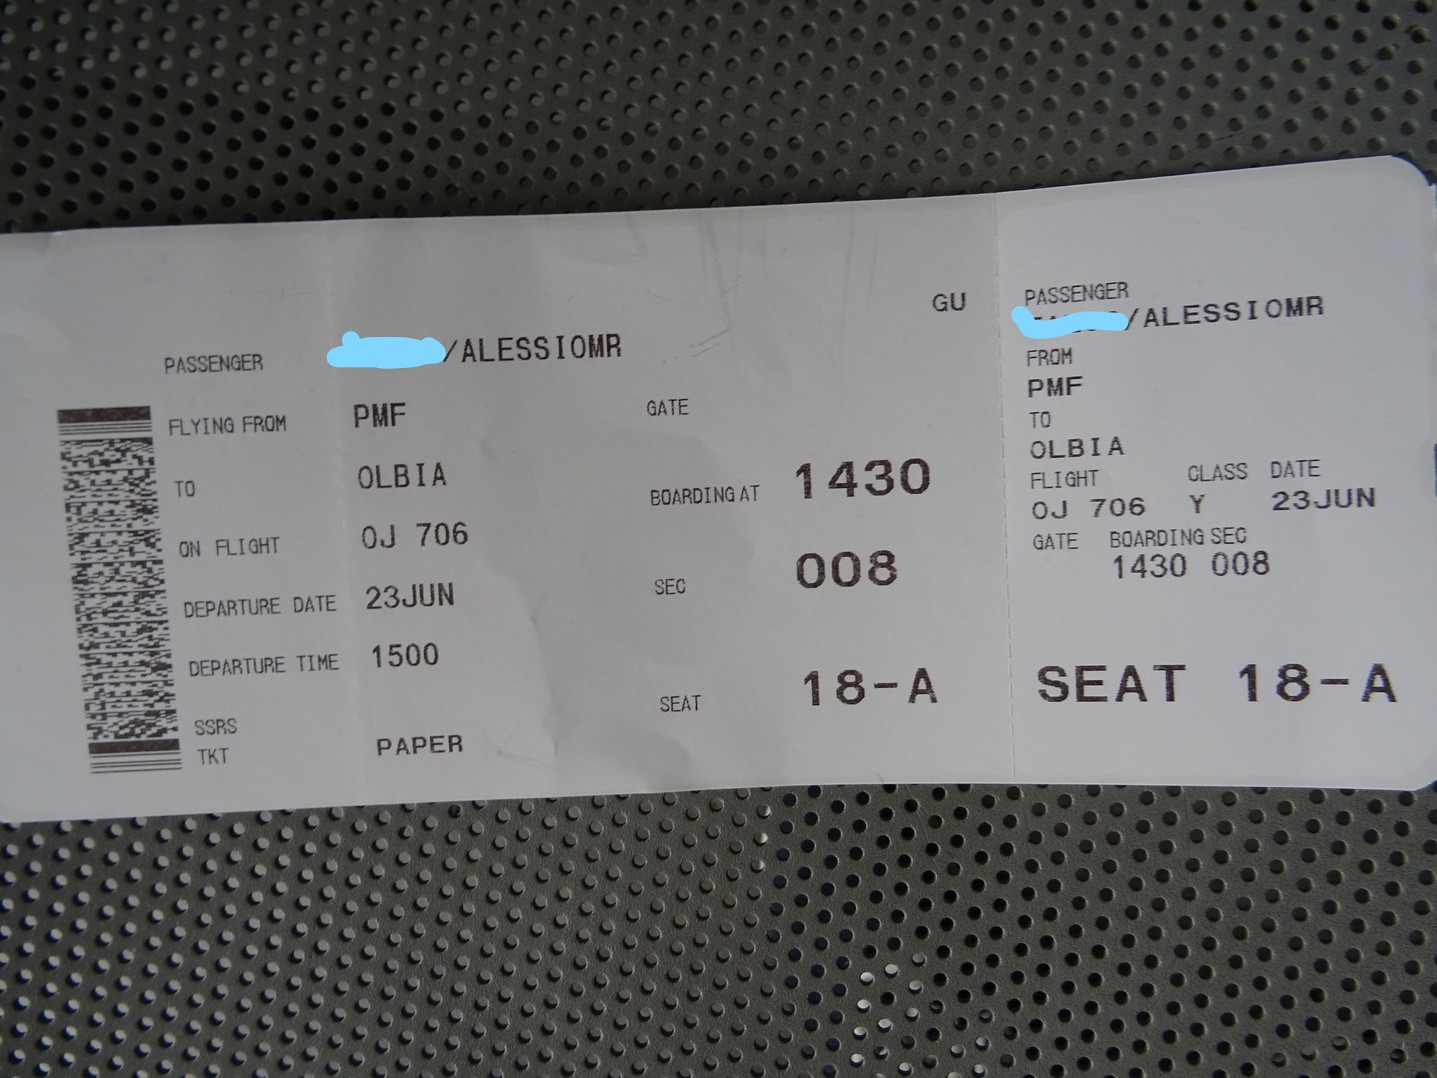 GU
PASSENGER /ALESSIOMR
FLYING FROM PMF
GATE
TO OLBIA
BOARDING AT 1430
ON FLIGHT OJ 706
SEC 008
DEPARTURE DATE 23JUN
DEPARTURE TIME 1500
SEAT 18-A
SSRS
TKT PAPER
PASSENGER
/ALESSIOMR
FROM
PMF
TO
OLBIA
FLIGHT CLASS DATE
OJ 706 Y 23JUN
GATE BOARDING SEC
1430 008
SEAT 18-A